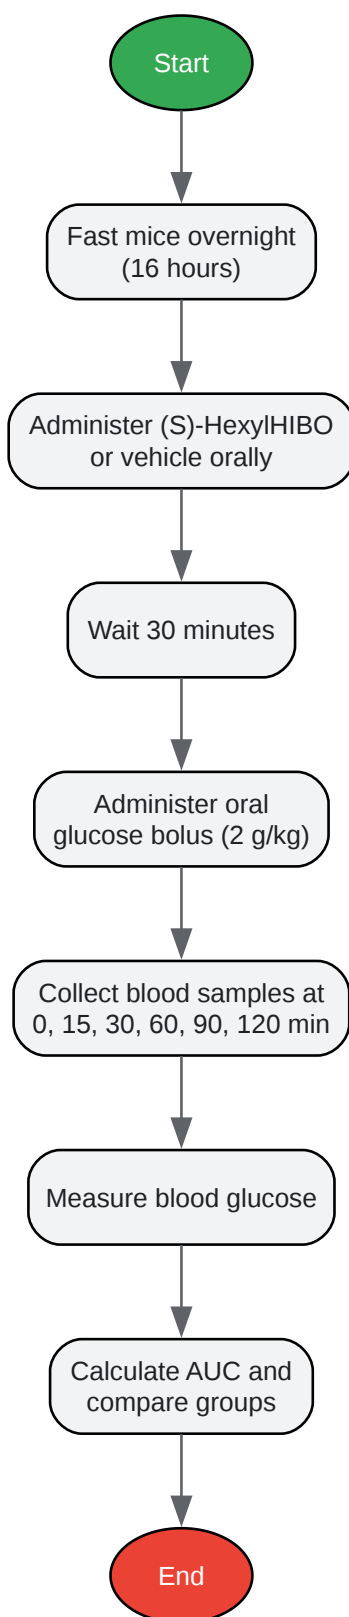 Start
Fast mice overnight
(16 hours)
Administer (S)-HexylHIBO
or vehicle orally
Wait 30 minutes
Administer oral
glucose bolus (2 g/kg)
Collect blood samples at
0, 15, 30, 60, 90, 120 min
Measure blood glucose
Calculate AUC and
compare groups
End